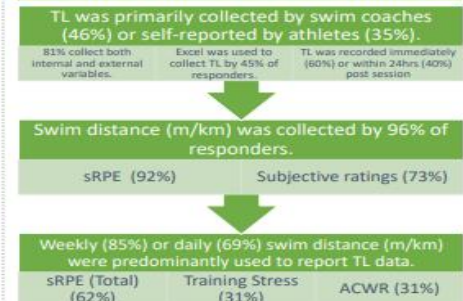 TL was primarily collected by swim coaches
(46%) or self-reported by athletes (35%).
81% collect both
internal and external
variables.
Excel was used to
collect TL by 45% of
responders.
TL was recorded immediately
(60%) or within 24hrs (40%)
post session
Swim distance (m/km) was collected by 96% of
responders.
sRPE (92%)
Subjective ratings (73%)
Weekly (85%) or daily (69%) swim distance (m/km)
were predominantly used to report TL data.
sRPE (Total)
(62%)
Training Stress
(31%)
ACWR (31%)